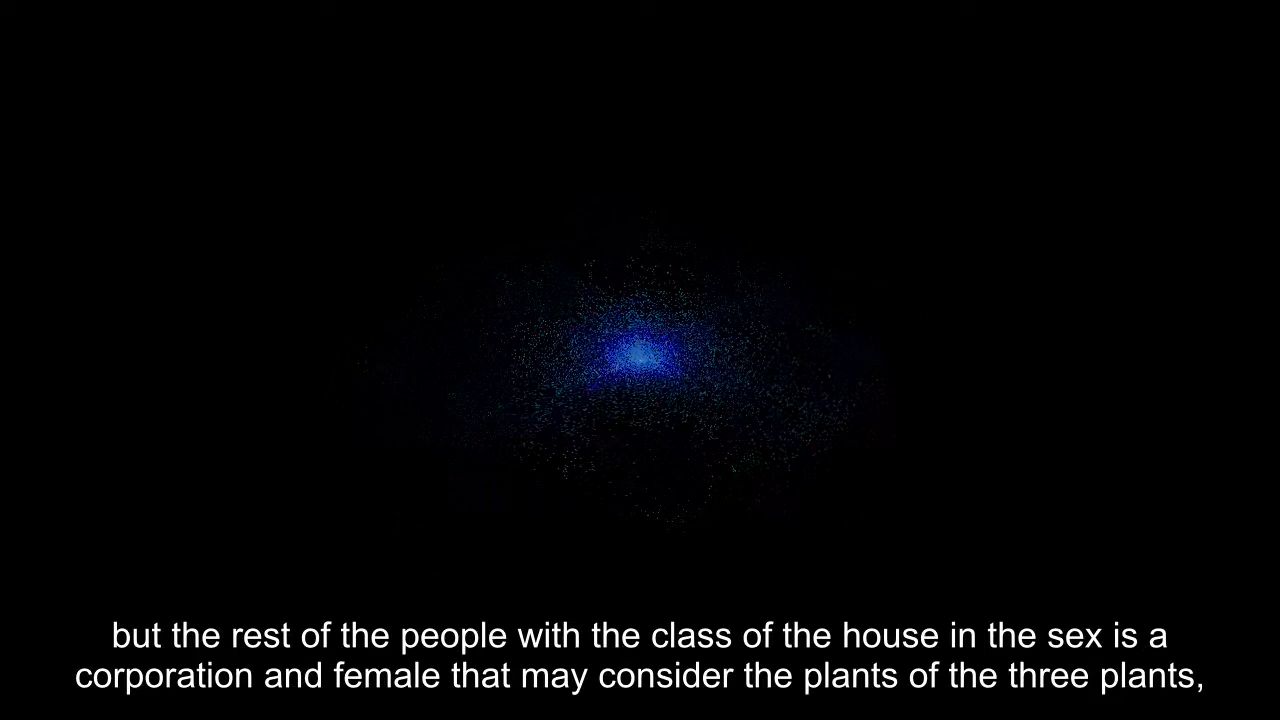 but the rest of the people with the class of the house in the sex is a
corporation and female that may consider the plants of the three plants,